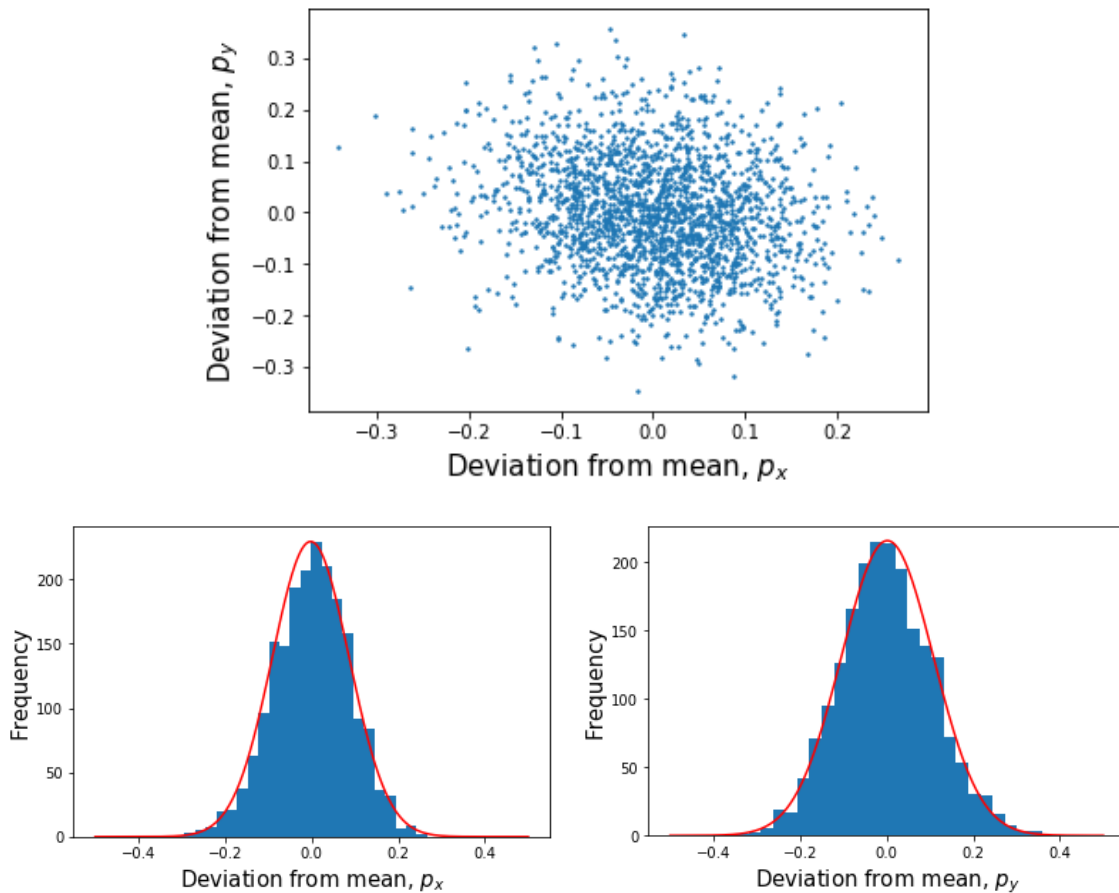 Deviation from mean, p_y
0.3
0.2
0.1
0.0
−0.1
−0.2
−0.3
−0.3 −0.2 −0.1 0.0 0.1 0.2
Deviation from mean, p_x
Frequency
200
150
100
50
0
−0.4 −0.2 0.0 0.2 0.4
Deviation from mean, p_x
Frequency
200
150
100
50
0
−0.4 −0.2 0.0 0.2 0.4
Deviation from mean, p_y